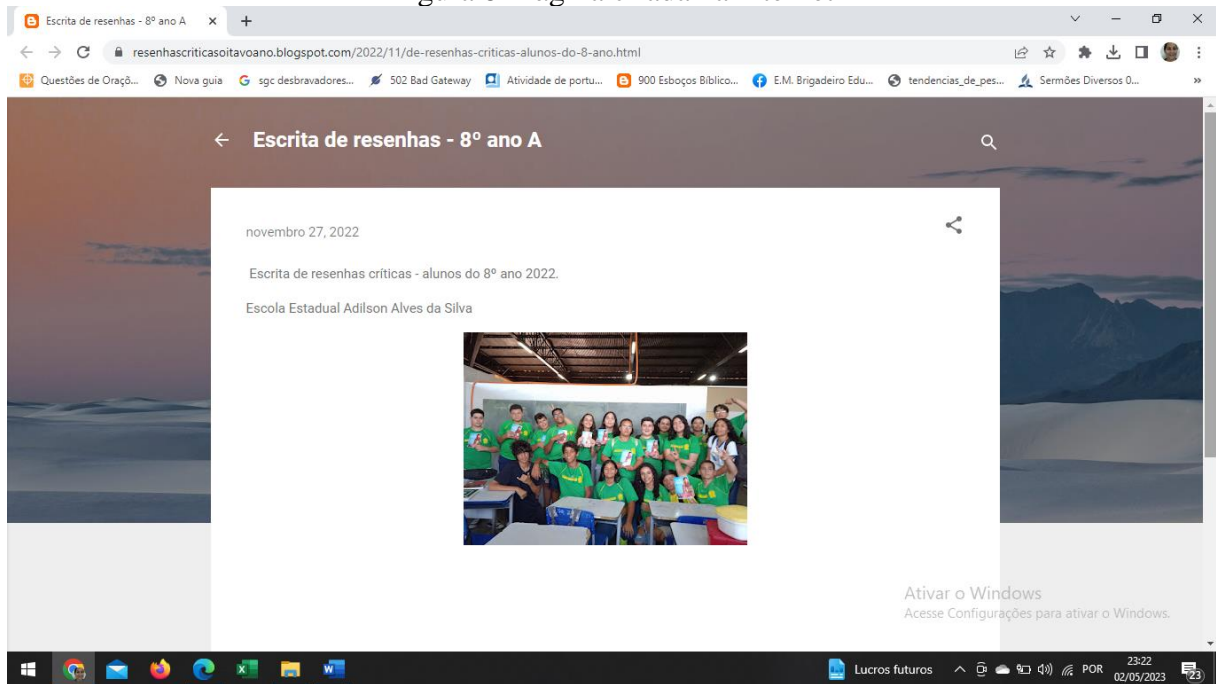 Escrita de resenhas - 8º ano A
resenhascriticasoitavoano.blogspot.com/2022/11/de-resenhas-criticas-alunos-do-8-ano.html
Questões de Oraçõ... Nova guia sgc desbravadores... 502 Bad Gateway Atividade de portu... 900 Esboços Bíblico... E.M. Brigadeiro Edu... tendencias_de_pes... Sermões Diversos 0... »
Escrita de resenhas - 8º ano A
novembro 27, 2022
Escrita de resenhas críticas - alunos do 8º ano 2022.
Escola Estadual Adilson Alves da Silva
Ativar o Windows
Acesse Configurações para ativar o Windows.
Lucros futuros POR 23:22
02/05/2023 23